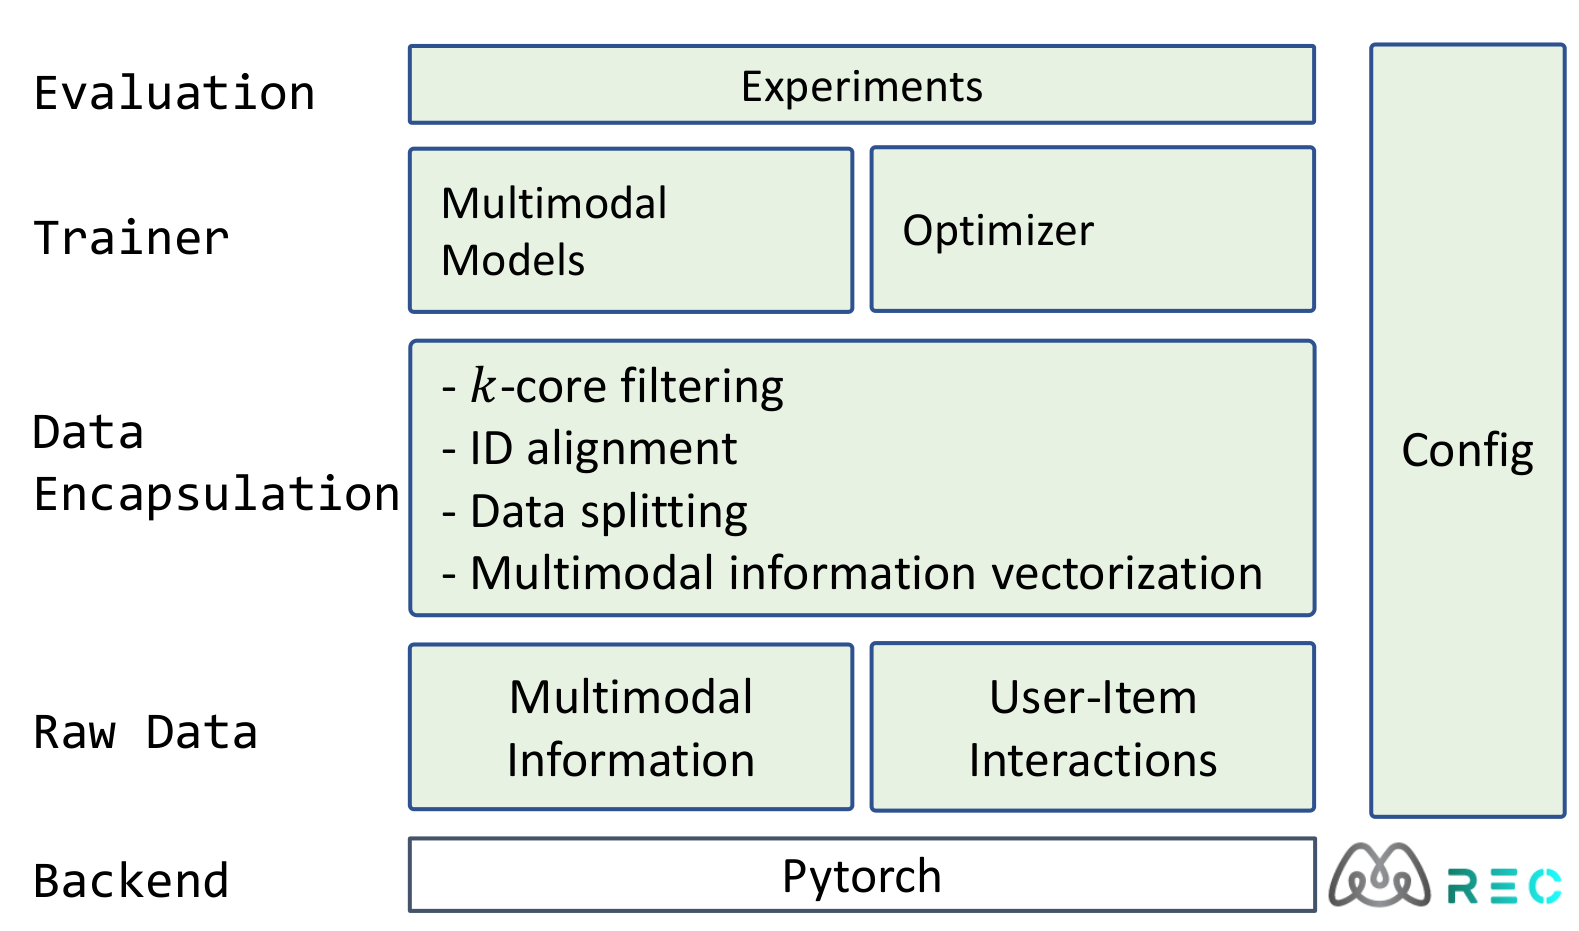 Evaluation
Experiments
Trainer
Multimodal
Models
Optimizer
Data
Encapsulation
- k-core filtering
- ID alignment
- Data splitting
- Multimodal information vectorization
Config
Raw Data
Multimodal
Information
User-Item
Interactions
Backend
Pytorch
REC